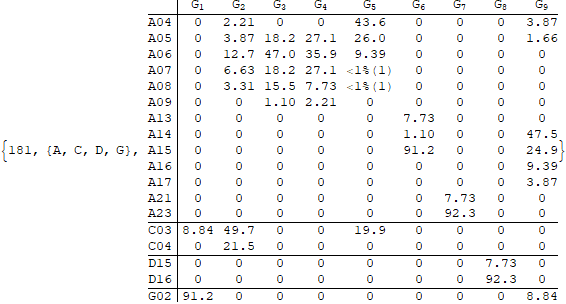 G1 G2 G3 G4 G5 G6 G7 G8 G9
A04 0 2.21 0 0 43.6 0 0 0 3.87
A05 0 3.87 18.2 27.1 26.0 0 0 0 1.66
A06 0 12.7 47.0 35.9 9.39 0 0 0 0
A07 0 6.63 18.2 27.1 <1%(1) 0 0 0 0
A08 0 3.31 15.5 7.73 <1%(1) 0 0 0 0
A09 0 0 1.10 2.21 0 0 0 0 0
A13 0 0 0 0 0 7.73 0 0 0
A14 0 0 0 0 0 1.10 0 0 47.5
{181, {A, C, D, G}, A15 0 0 0 0 0 91.2 0 0 24.9 }
A16 0 0 0 0 0 0 0 0 9.39
A17 0 0 0 0 0 0 0 0 3.87
A21 0 0 0 0 0 0 7.73 0 0
A23 0 0 0 0 0 0 92.3 0 0
C03 8.84 49.7 0 0 19.9 0 0 0 0
C04 0 21.5 0 0 0 0 0 0 0
D15 0 0 0 0 0 0 0 7.73 0
D16 0 0 0 0 0 0 0 92.3 0
G02 91.2 0 0 0 0 0 0 0 8.84